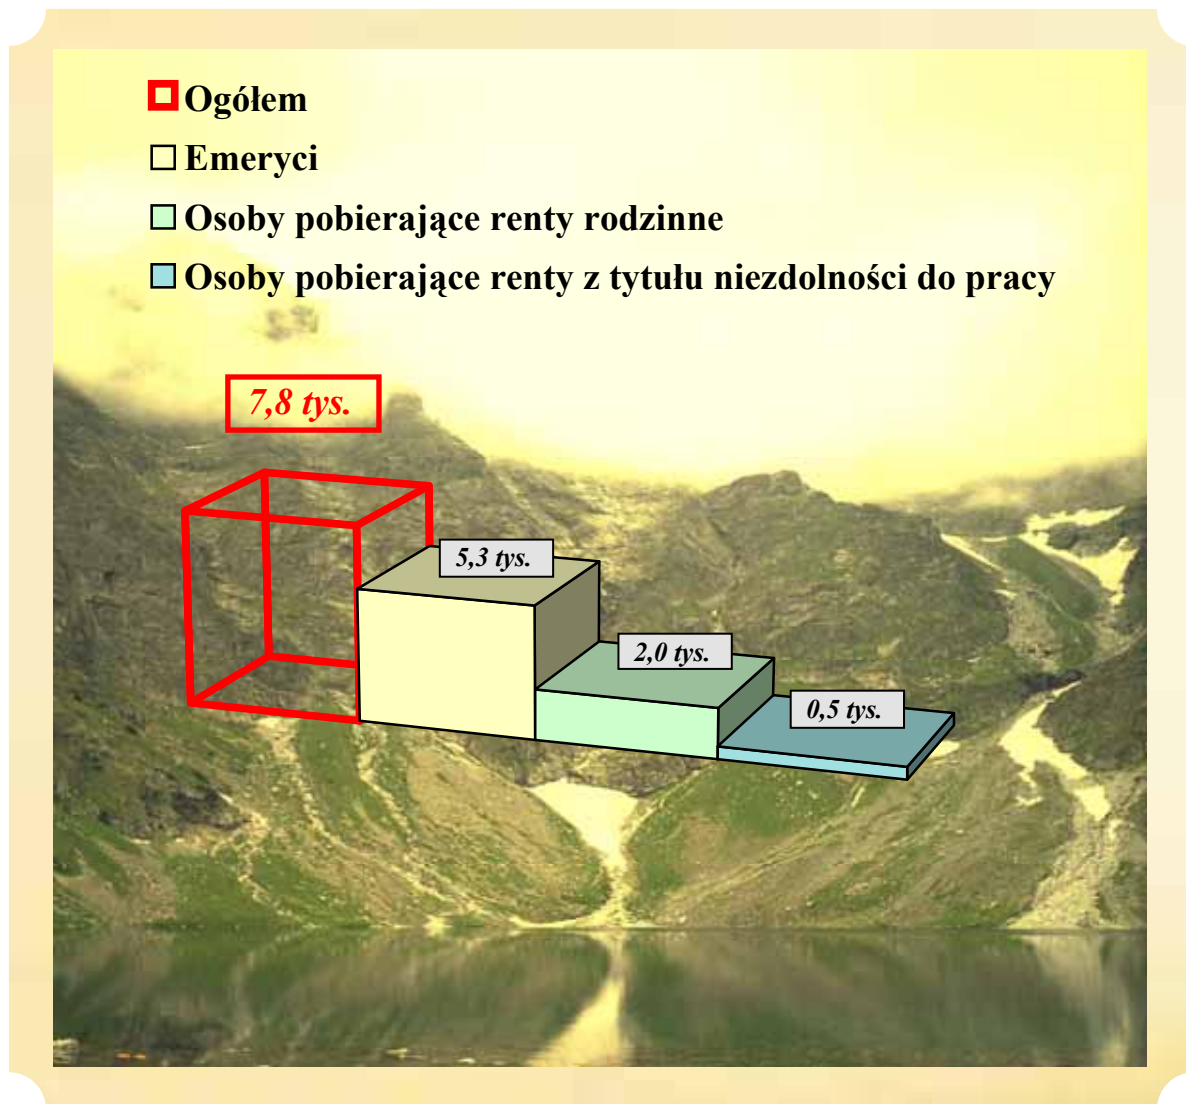 Ogółem
Emeryci
Osoby pobierające renty rodzinne
Osoby pobierające renty z tytułu niezdolności do pracy
7,8 tys.
5,3 tys.
2,0 tys.
0,5 tys.